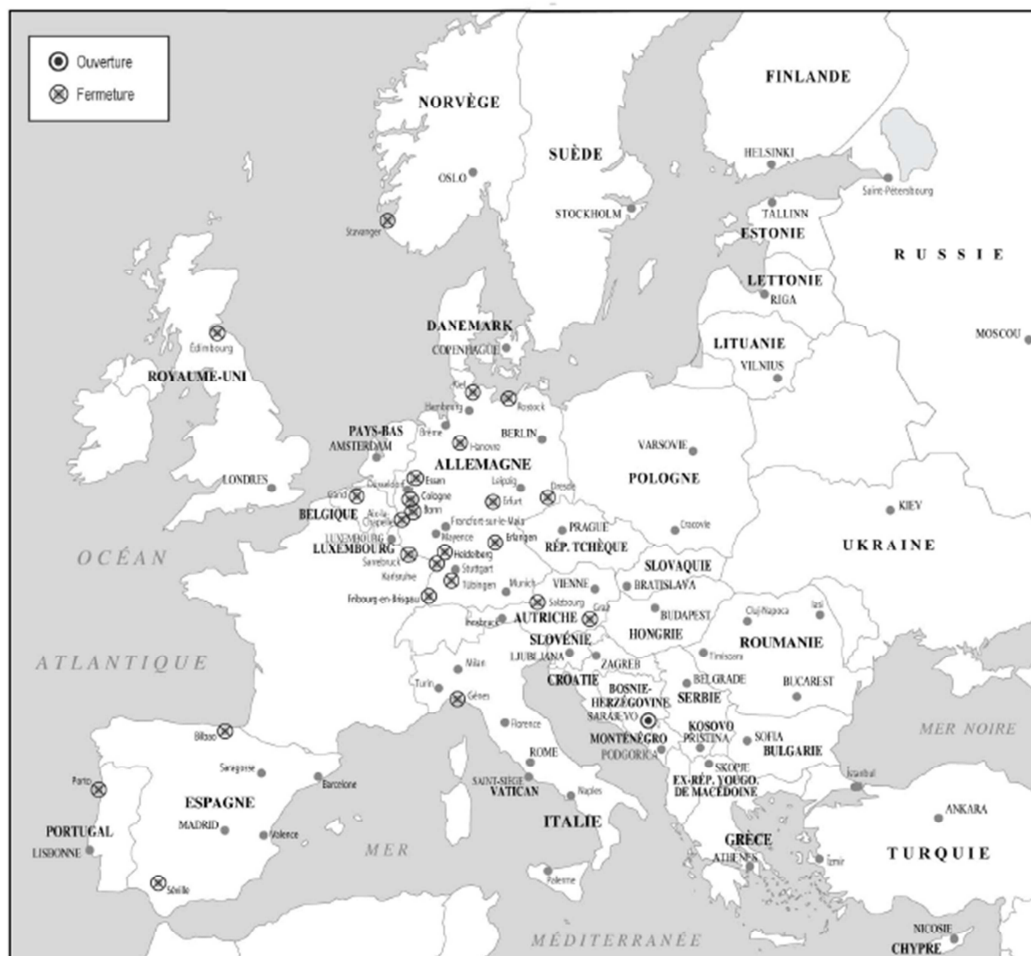 Ouverture
Fermeture
NORVÈGE
FINLANDE
SUÈDE
HELSINKI
OSLO
Saint-Pétersbourg
STOCKHOLM
TALLINN
Stavanger
ESTONIE
RUSSIE
LETTONIE
RIGA
DANEMARK
COPENHAGUE
MOSCOU
Édimbourg
LITUANIE
VILNIUS
ROYAUME-UNI
Kiel
Hambourg
Rostock
Brême
PAYS-BAS
AMSTERDAM
Hanovre
BERLIN
VARSOVIE
ALLEMAGNE
POLOGNE
LONDRES
Essen
Düsseldorf
Leipzig
Dresde
Gand
Cologne
Erfurt
BELGIQUE
Bonn
Aix-la-
Chapelle
KIEV
Francfort-sur-le-Main
PRAGUE
Cracovie
LUXEMBOURG
Mayence
Erlangen
RÉP. TCHÈQUE
UKRAINE
OCÉAN
LUXEMBOURG
Heidelberg
Sarrebruck
SLOVAQUIE
Karlsruhe
Stuttgart
Tübingen
Munich
VIENNE
BRATISLAVA
Fribourg-en-Brisgau
Salzbourg
Graz
BUDAPEST
Cluj-Napoca
Iasi
Innsbruck
AUTRICHE
HONGRIE
SLOVÉNIE
ROUMANIE
LJUBLJANA
ZAGREB
Timisoara
ATLANTIQUE
Milan
CROATIE
BELGRADE
Turin
BOSNIE-
HERZÉGOVINE
SERBIE
BUCAREST
Gênes
SARAJEVO
Florence
KOSOVO
MER NOIRE
Bilbao
MONTÉNÉGRO
PRISTINA
SOFIA
PODGORICA
BULGARIE
ROME
SKOPJE
Saragosse
Barcelone
SAINT-SIÈGE
VATICAN
EX-RÉP. YOUGO.
DE MACÉDOINE
Istanbul
Porto
Naples
ESPAGNE
ITALIE
ANKARA
PORTUGAL
MADRID
Valence
GRÈCE
LISBONNE
MER
ATHÈNES
İzmir
TURQUIE
Palerme
Séville
NICOSIE
MÉDITERRANÉE
CHYPRE